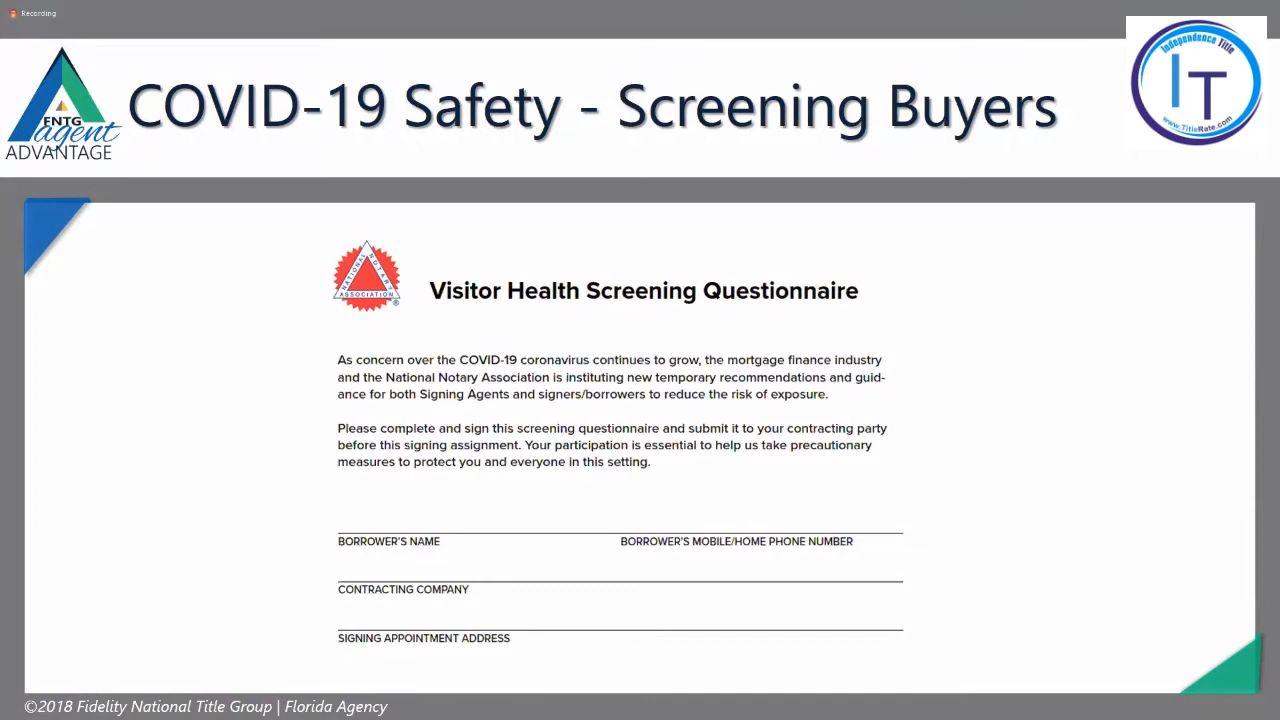 Recording
COVID-19 Safety - Screening Buyers
FNTG
agent
ADVANTAGE
Independence Title
IT
www.TitleRate.com
NATIONAL NOTARY ASSOCIATION ®
Visitor Health Screening Questionnaire
As concern over the COVID-19 coronavirus continues to grow, the mortgage finance industry
and the National Notary Association is instituting new temporary recommendations and guid-
ance for both Signing Agents and signers/borrowers to reduce the risk of exposure.
Please complete and sign this screening questionnaire and submit it to your contracting party
before this signing assignment. Your participation is essential to help us take precautionary
measures to protect you and everyone in this setting.
BORROWER'S NAME BORROWER'S MOBILE/HOME PHONE NUMBER
CONTRACTING COMPANY
SIGNING APPOINTMENT ADDRESS
©2018 Fidelity National Title Group | Florida Agency